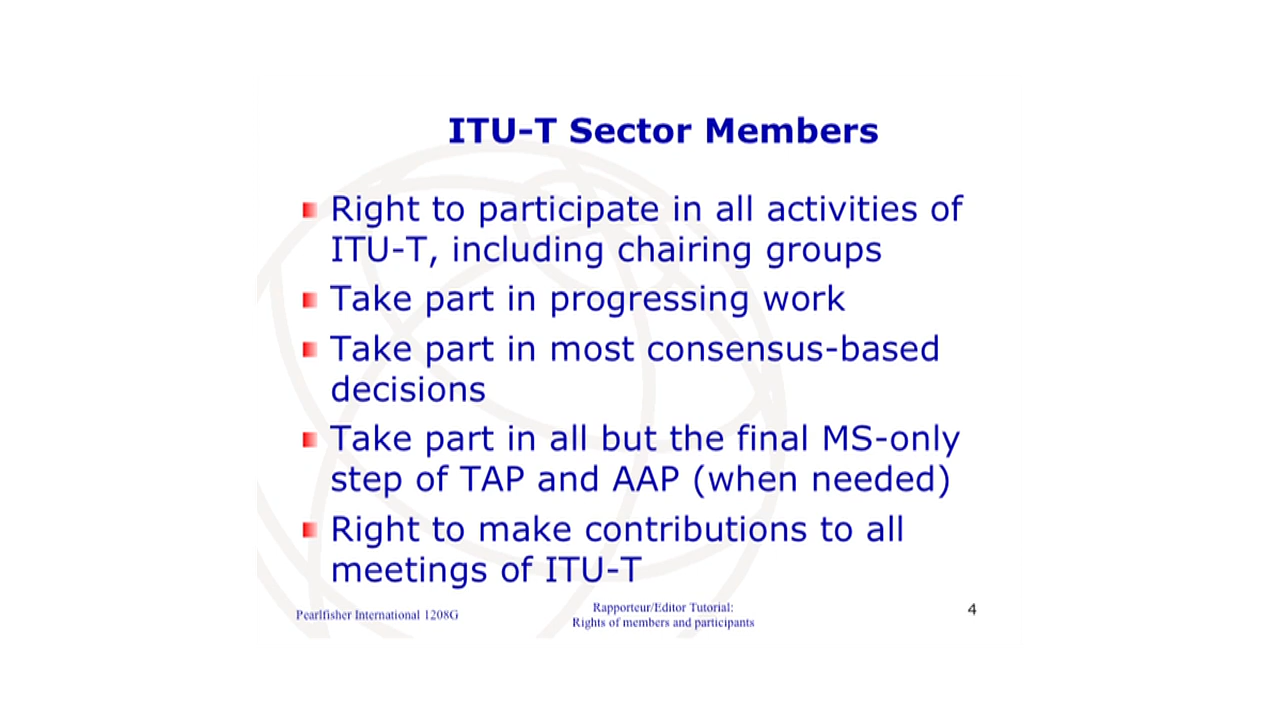 ITU-T Sector Members
Right to participate in all activities of
ITU-T, including chairing groups
Take part in progressing work
Take part in most consensus-based
decisions
Take part in all but the final MS-only
step of TAP and AAP (when needed)
Right to make contributions to all
meetings of ITU-T
Pearlfisher International 1208G
Rapporteur/Editor Tutorial:
Rights of members and participants
4